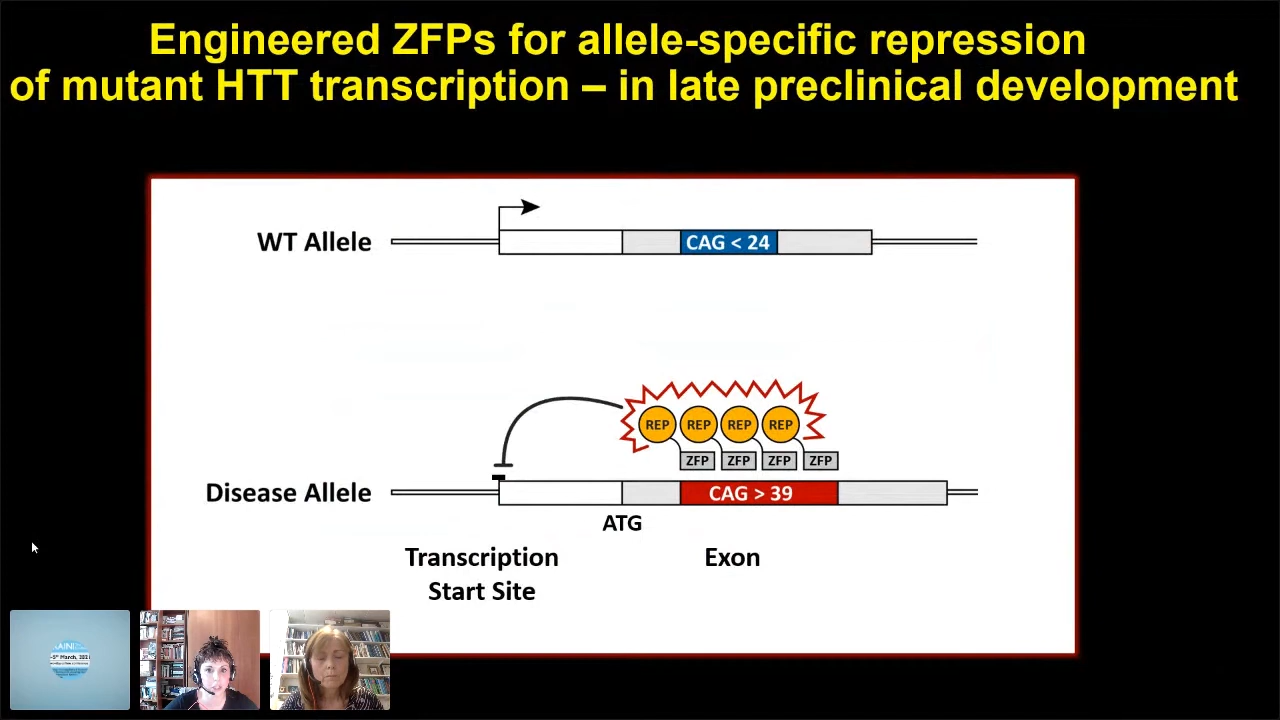 Engineered ZFPs for allele-specific repression
of mutant HTT transcription – in late preclinical development
WT Allele
CAG < 24
REP REP REP REP
ZFP ZFP ZFP ZFP
Disease Allele
CAG > 39
ATG
Transcription
Start Site
Exon